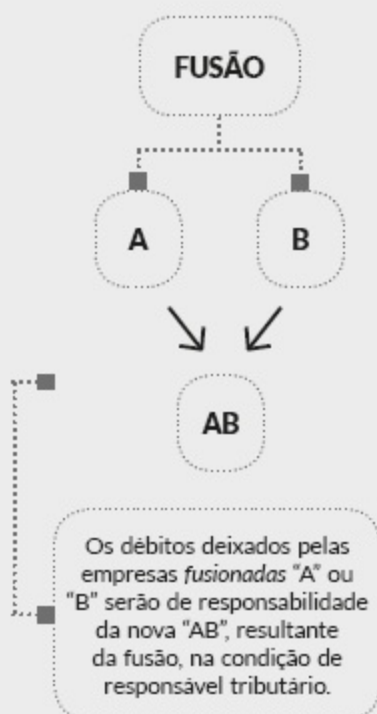 FUSÃO
A
B
AB
Os débitos deixados pelas
empresas fusionadas "A" ou
"B" serão de responsabilidade
da nova "AB", resultante
da fusão, na condição de
responsável tributário.